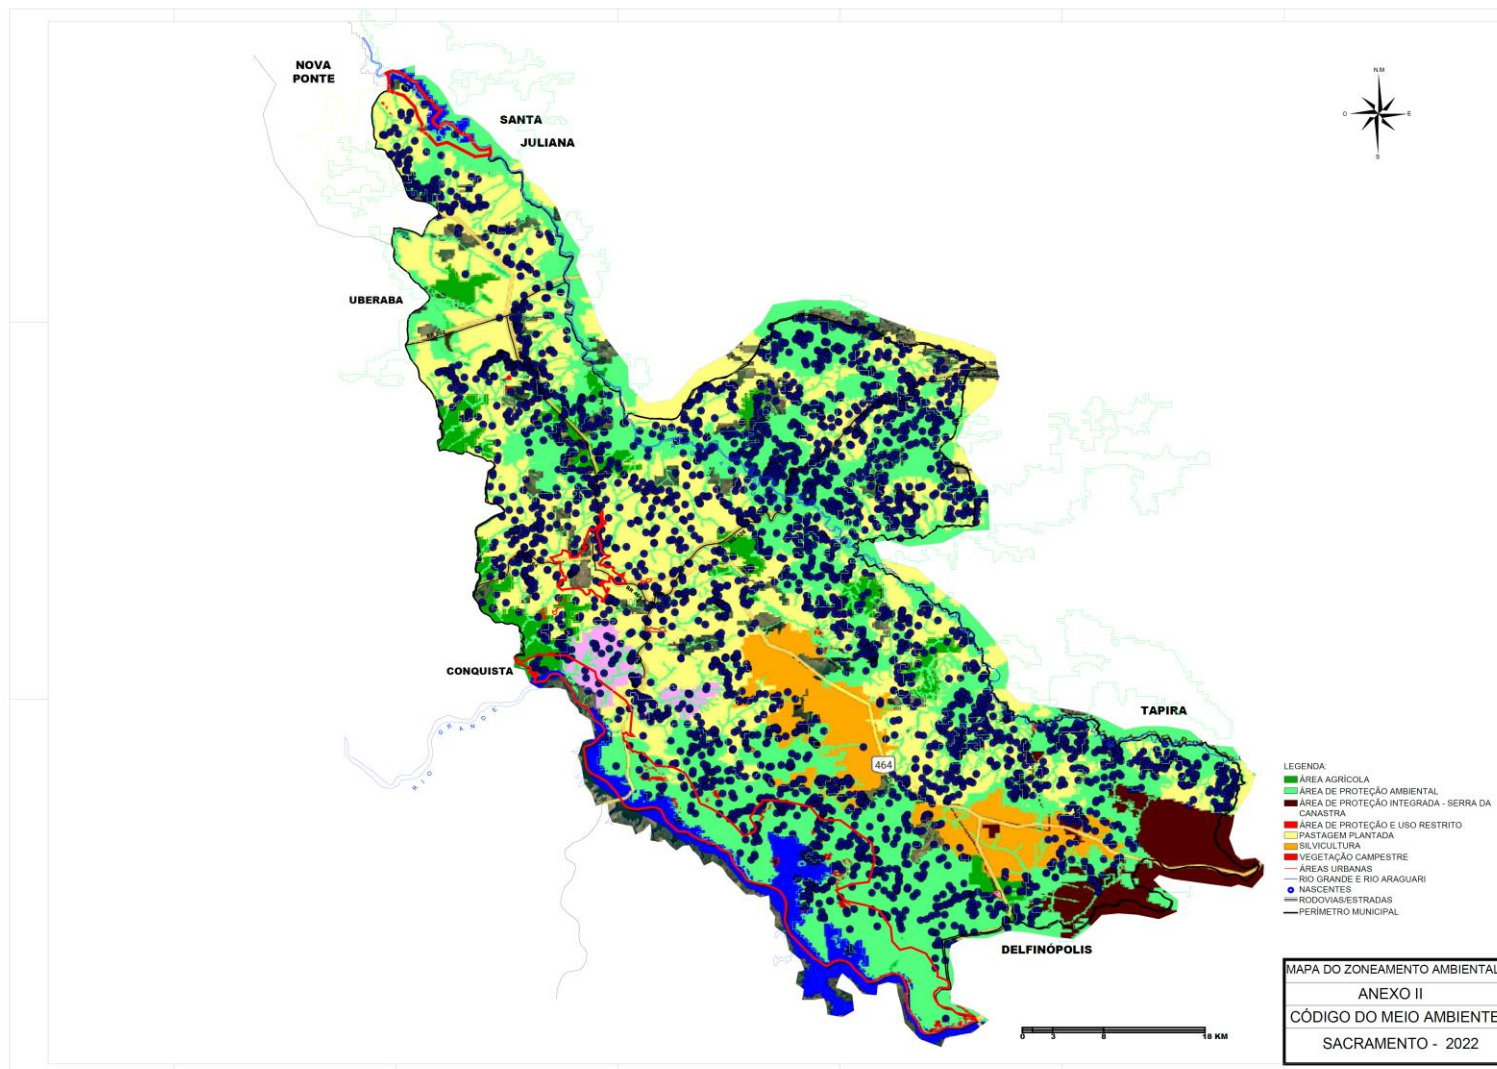 NOVA
PONTE
SANTA
JULIANA
UBERABA
CONQUISTA
RIO GRANDE
464
TAPIRA
DELFINÓPOLIS
N.M
O
E
S
LEGENDA:
ÁREA AGRÍCOLA
ÁREA DE PROTEÇÃO AMBIENTAL
ÁREA DE PROTEÇÃO INTEGRADA - SERRA DA
CANASTRA
ÁREA DE PROTEÇÃO E USO RESTRITO
PASTAGEM PLANTADA
SILVICULTURA
VEGETAÇÃO CAMPESTRE
ÁREAS URBANAS
RIO GRANDE E RIO ARAGUARI
NASCENTES
RODOVIAS/ESTRADAS
PERÍMETRO MUNICIPAL
0 3 8 18 KM
MAPA DO ZONEAMENTO AMBIENTAL
ANEXO II
CÓDIGO DO MEIO AMBIENTE
SACRAMENTO - 2022